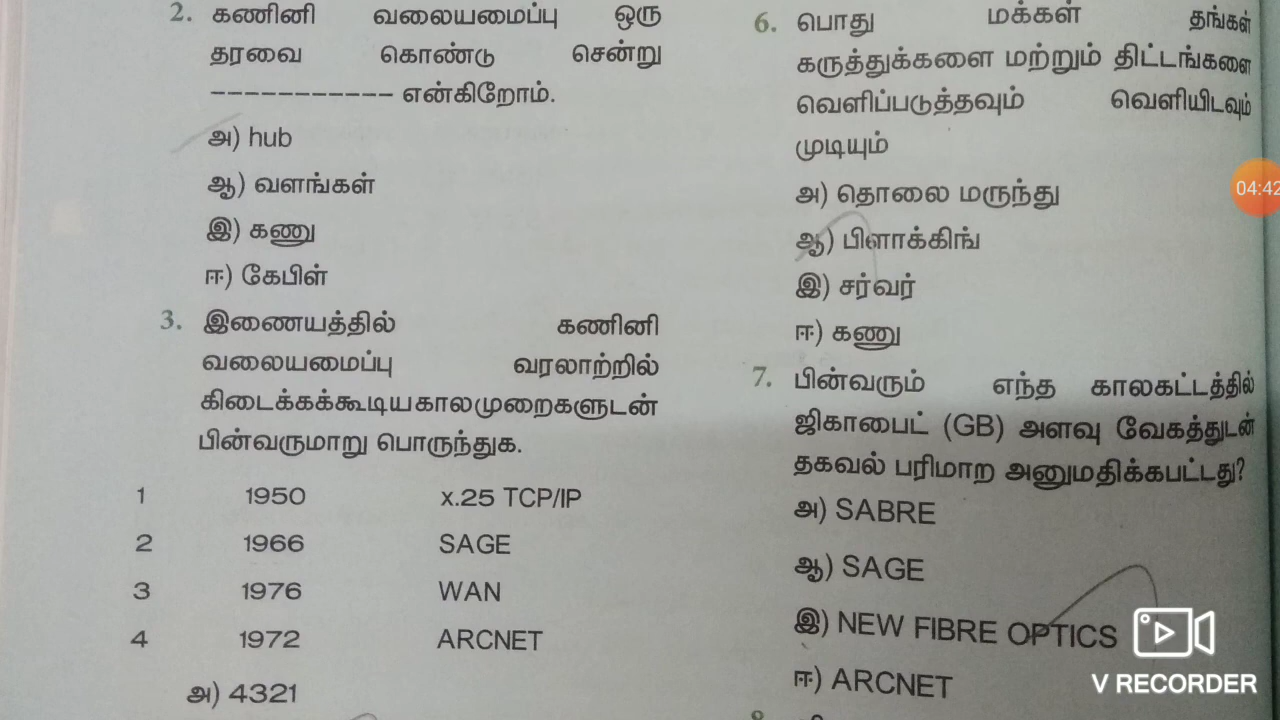 2. கணினி வலையமைப்பு ஒரு
தரவை கொண்டு சென்று
----------- என்கிறோம்.
அ) hub
ஆ) வளங்கள்
இ) கணு
ஈ) கேபிள்
3. இணையத்தில் கணினி
வலையமைப்பு வரலாற்றில்
கிடைக்கக்கூடியகாலமுறைகளுடன்
பின்வருமாறு பொருந்துக.
1 1950 x.25 TCP/IP
2 1966 SAGE
3 1976 WAN
4 1972 ARCNET
அ) 4321
6. பொது மக்கள் தங்கள்
கருத்துக்களை மற்றும் திட்டங்களை
வெளிப்படுத்தவும் வெளியிடவும்
முடியும்
அ) தொலை மருந்து
ஆ) பிளாக்கிங்
இ) சர்வர்
ஈ) கணு
7. பின்வரும் எந்த காலகட்டத்தில்
ஜிகாபைட் (GB) அளவு வேகத்துடன்
தகவல் பரிமாற அனுமதிக்கபட்டது?
அ) SABRE
ஆ) SAGE
இ) NEW FIBRE OPTICS
ஈ) ARCNET
04:42
V RECORDER